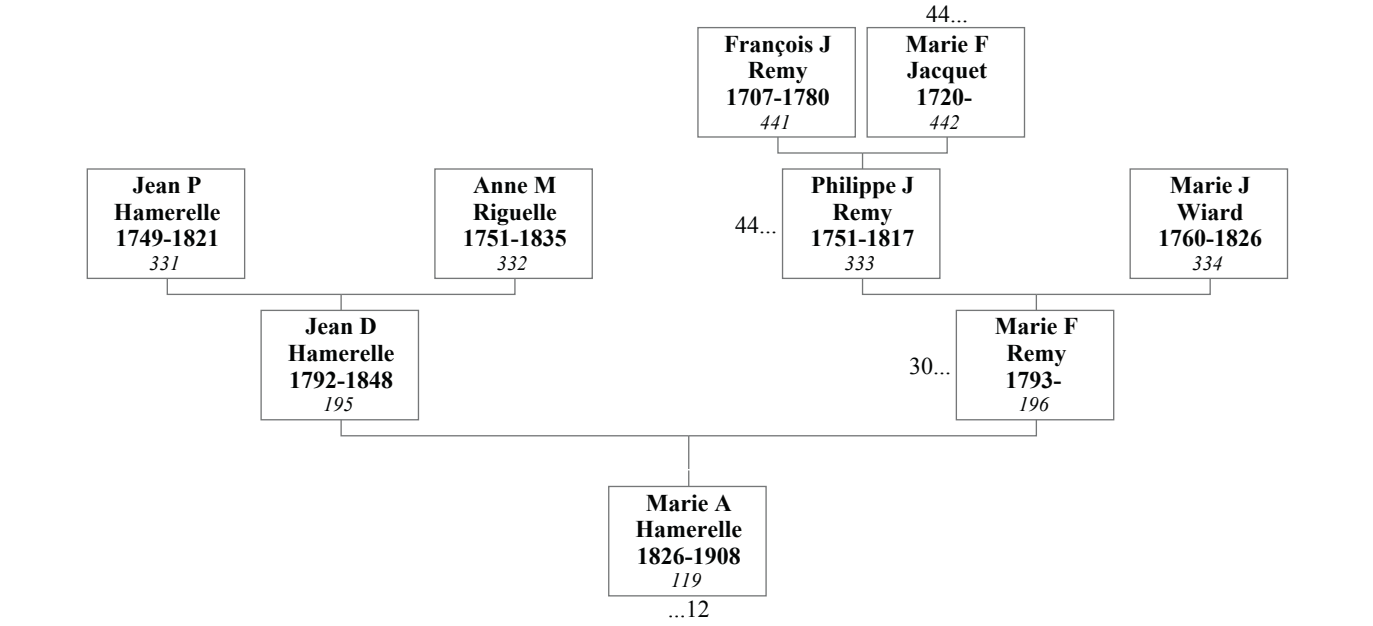 44...
François J
Remy
1707-1780
441
Marie F
Jacquet
1720-
442
Jean P
Hamerelle
1749-1821
331
Anne M
Riguelle
1751-1835
332
44...
Philippe J
Remy
1751-1817
333
Marie J
Wiard
1760-1826
334
Jean D
Hamerelle
1792-1848
195
30...
Marie F
Remy
1793-
196
Marie A
Hamerelle
1826-1908
119
...12